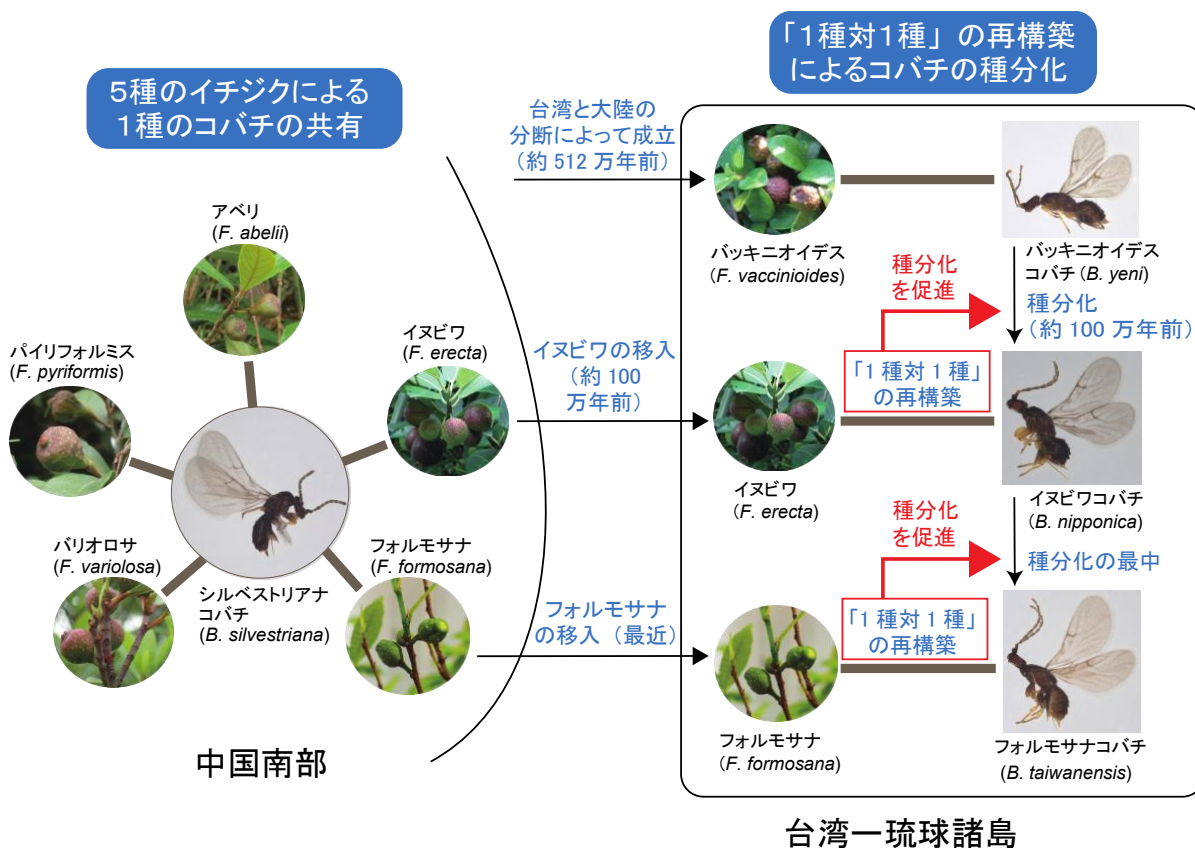 5種のイチジクによる
1種のコバチの共有
「1種対1種」の再構築
によるコバチの種分化
アベリ
(F. abelii)
パイリフォルミス
(F. pyriformis)
イヌビワ
(F. erecta)
バリオロサ
(F. variolosa)
フォルモサナ
(F. formosana)
シルベストリアナ
コバチ
(B. silvestriana)
中国南部
台湾と大陸の
分断によって成立
(約 512 万年前)
イヌビワの移入
(約 100
万年前)
フォルモサナ
の移入（最近）
バッキニオイデス
(F. vaccinioides)
バッキニオイデス
コバチ (B. yeni)
種分化
を促進
種分化
(約 100 万年前)
「1 種対 1 種」
の再構築
イヌビワ
(F. erecta)
イヌビワコバチ
(B. nipponica)
種分化
を促進
種分化の最中
「1 種対 1 種」
の再構築
フォルモサナ
(F. formosana)
フォルモサナコバチ
(B. taiwanensis)
台湾ー琉球諸島